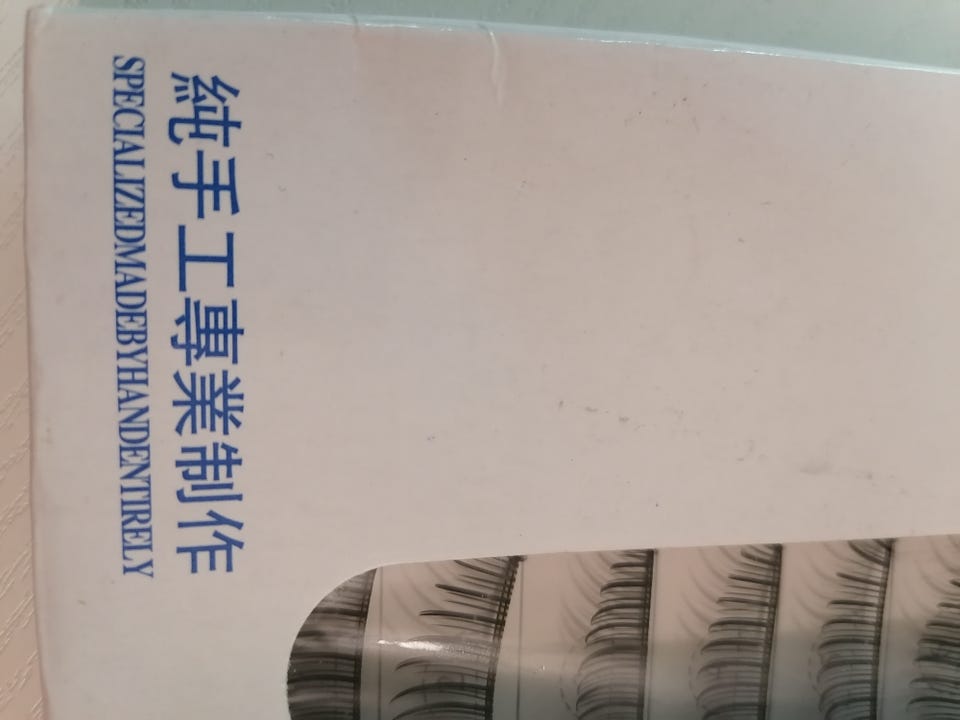 純手工專業制作
SPECIALIZEDMADEBYHANDENTIRELY